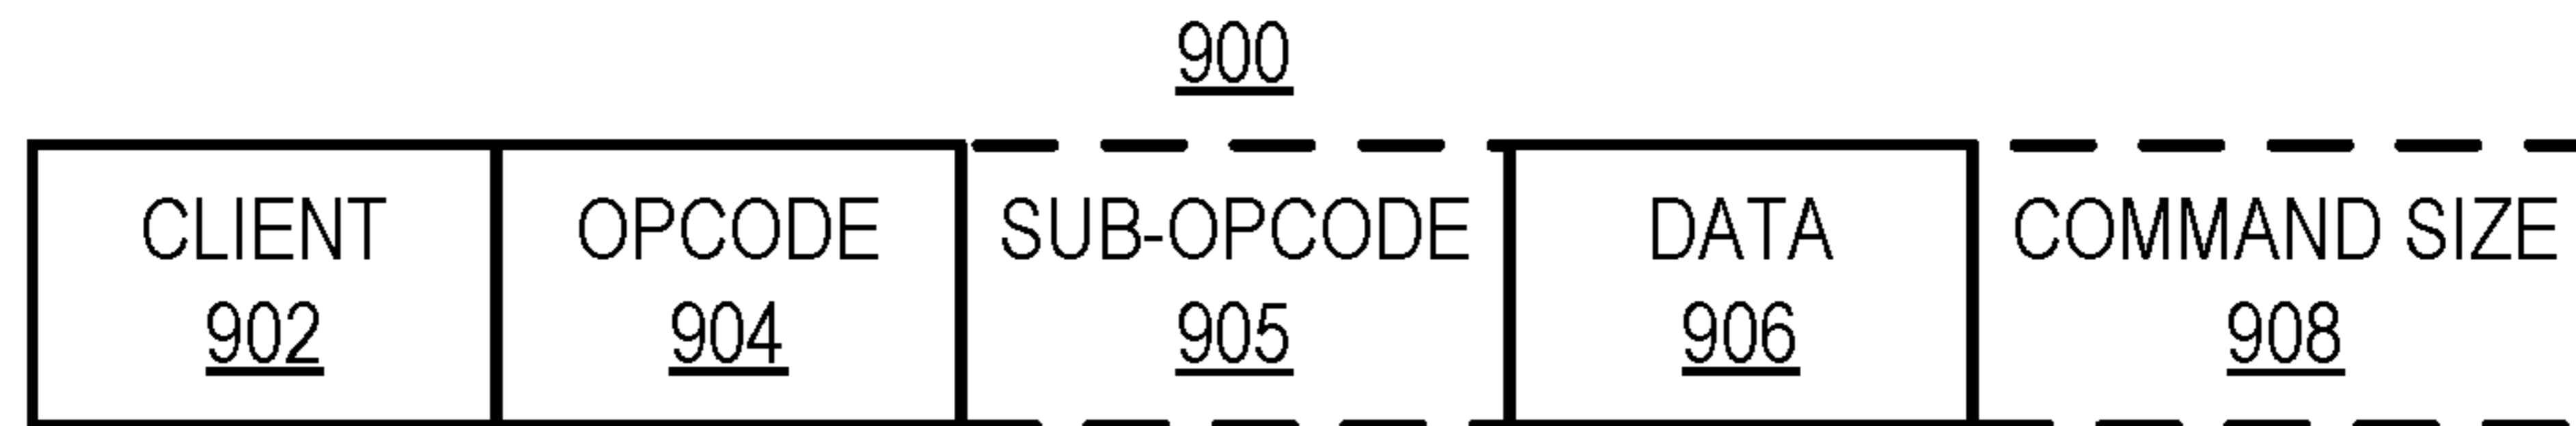 900
CLIENT OPCODE SUB-OPCODE DATA COMMAND SIZE
902 904 905 906 908